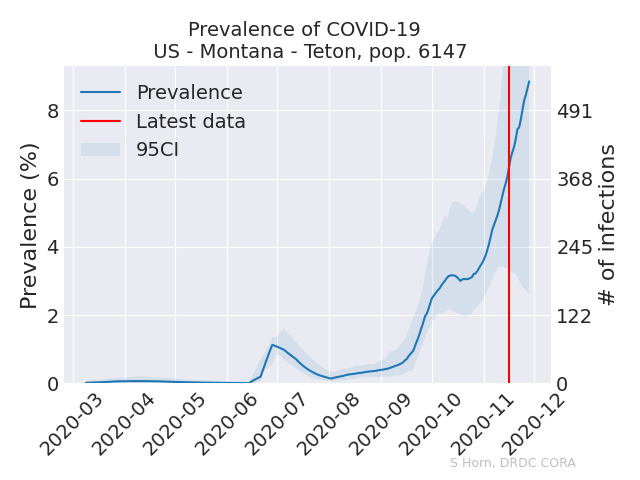 Prevalence of COVID-19
US - Montana - Teton, pop. 6147
Prevalence
Latest data
95CI
Prevalence (%)
8
6
4
2
0
# of infections
491
368
245
122
0
2020-03
2020-04
2020-05
2020-06
2020-07
2020-08
2020-09
2020-10
2020-11
2020-12
S Horn, DRDC CORA